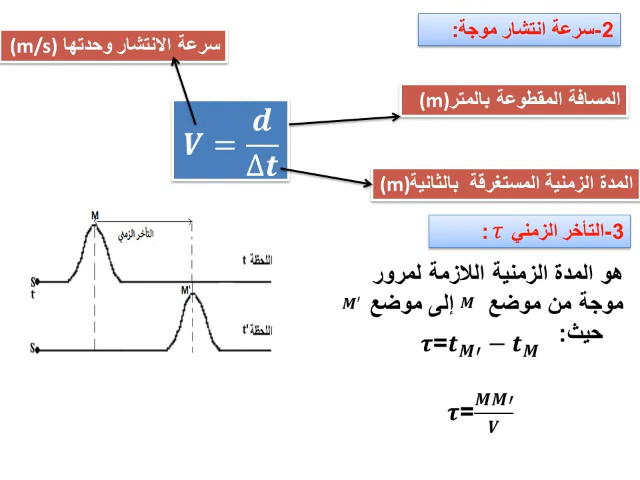 2-سرعة انتشار موجة:
سرعة الانتشار وحدتها (m/s)
المسافة المقطوعة بالمتر(m)
V = d/Δt
المدة الزمنية المستغرقة بالثانية(m)
3-التأخر الزمني τ :
هو المدة الزمنية اللازمة لمرور
موجة من موضع M إلى موضع M'
حيث:
τ=t_{M'} − t_M
τ=MM'/V
M
التأخر الزمني
اللحظة t
S
t
M'
اللحظة t'
S